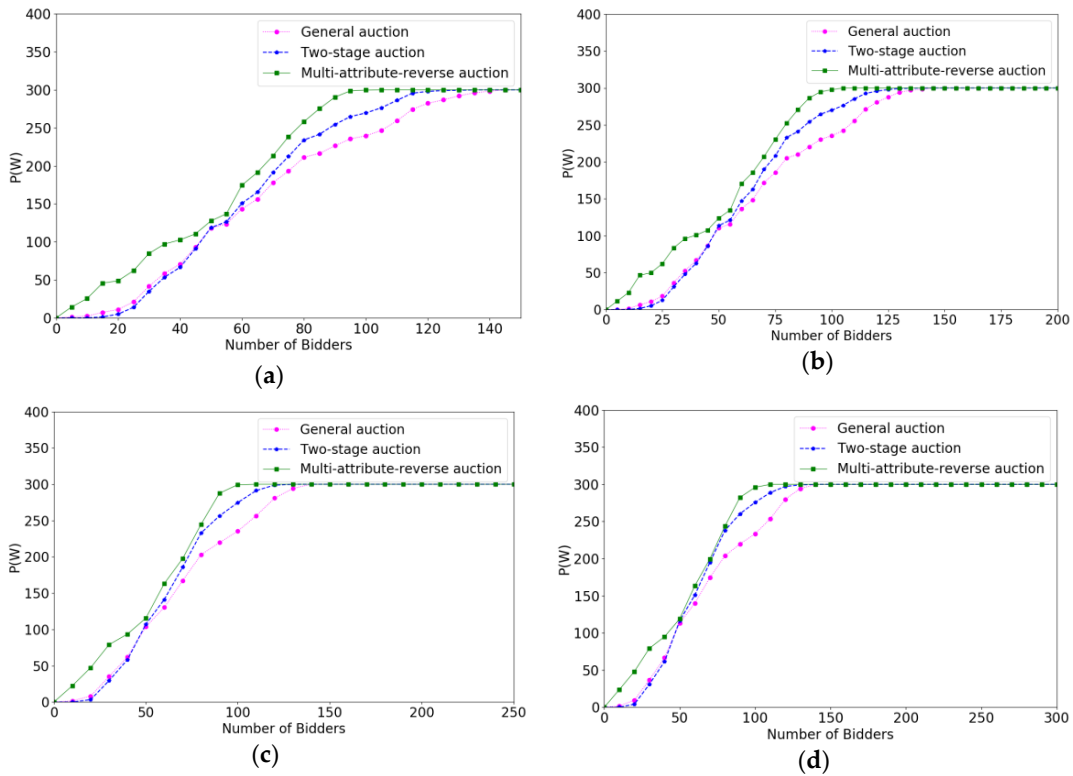 400
350
300
250
200
150
100
50
0
P(W)
General auction
Two-stage auction
Multi-attribute-reverse auction
0 20 40 60 80 100 120 140
Number of Bidders
(a)
400
350
300
250
200
150
100
50
0
P(W)
General auction
Two-stage auction
Multi-attribute-reverse auction
0 25 50 75 100 125 150 175 200
Number of Bidders
(b)
400
350
300
250
200
150
100
50
0
P(W)
General auction
Two-stage auction
Multi-attribute-reverse auction
0 50 100 150 200 250
Number of Bidders
(c)
400
350
300
250
200
150
100
50
0
P(W)
General auction
Two-stage auction
Multi-attribute-reverse auction
0 50 100 150 200 250 300
Number of Bidders
(d)